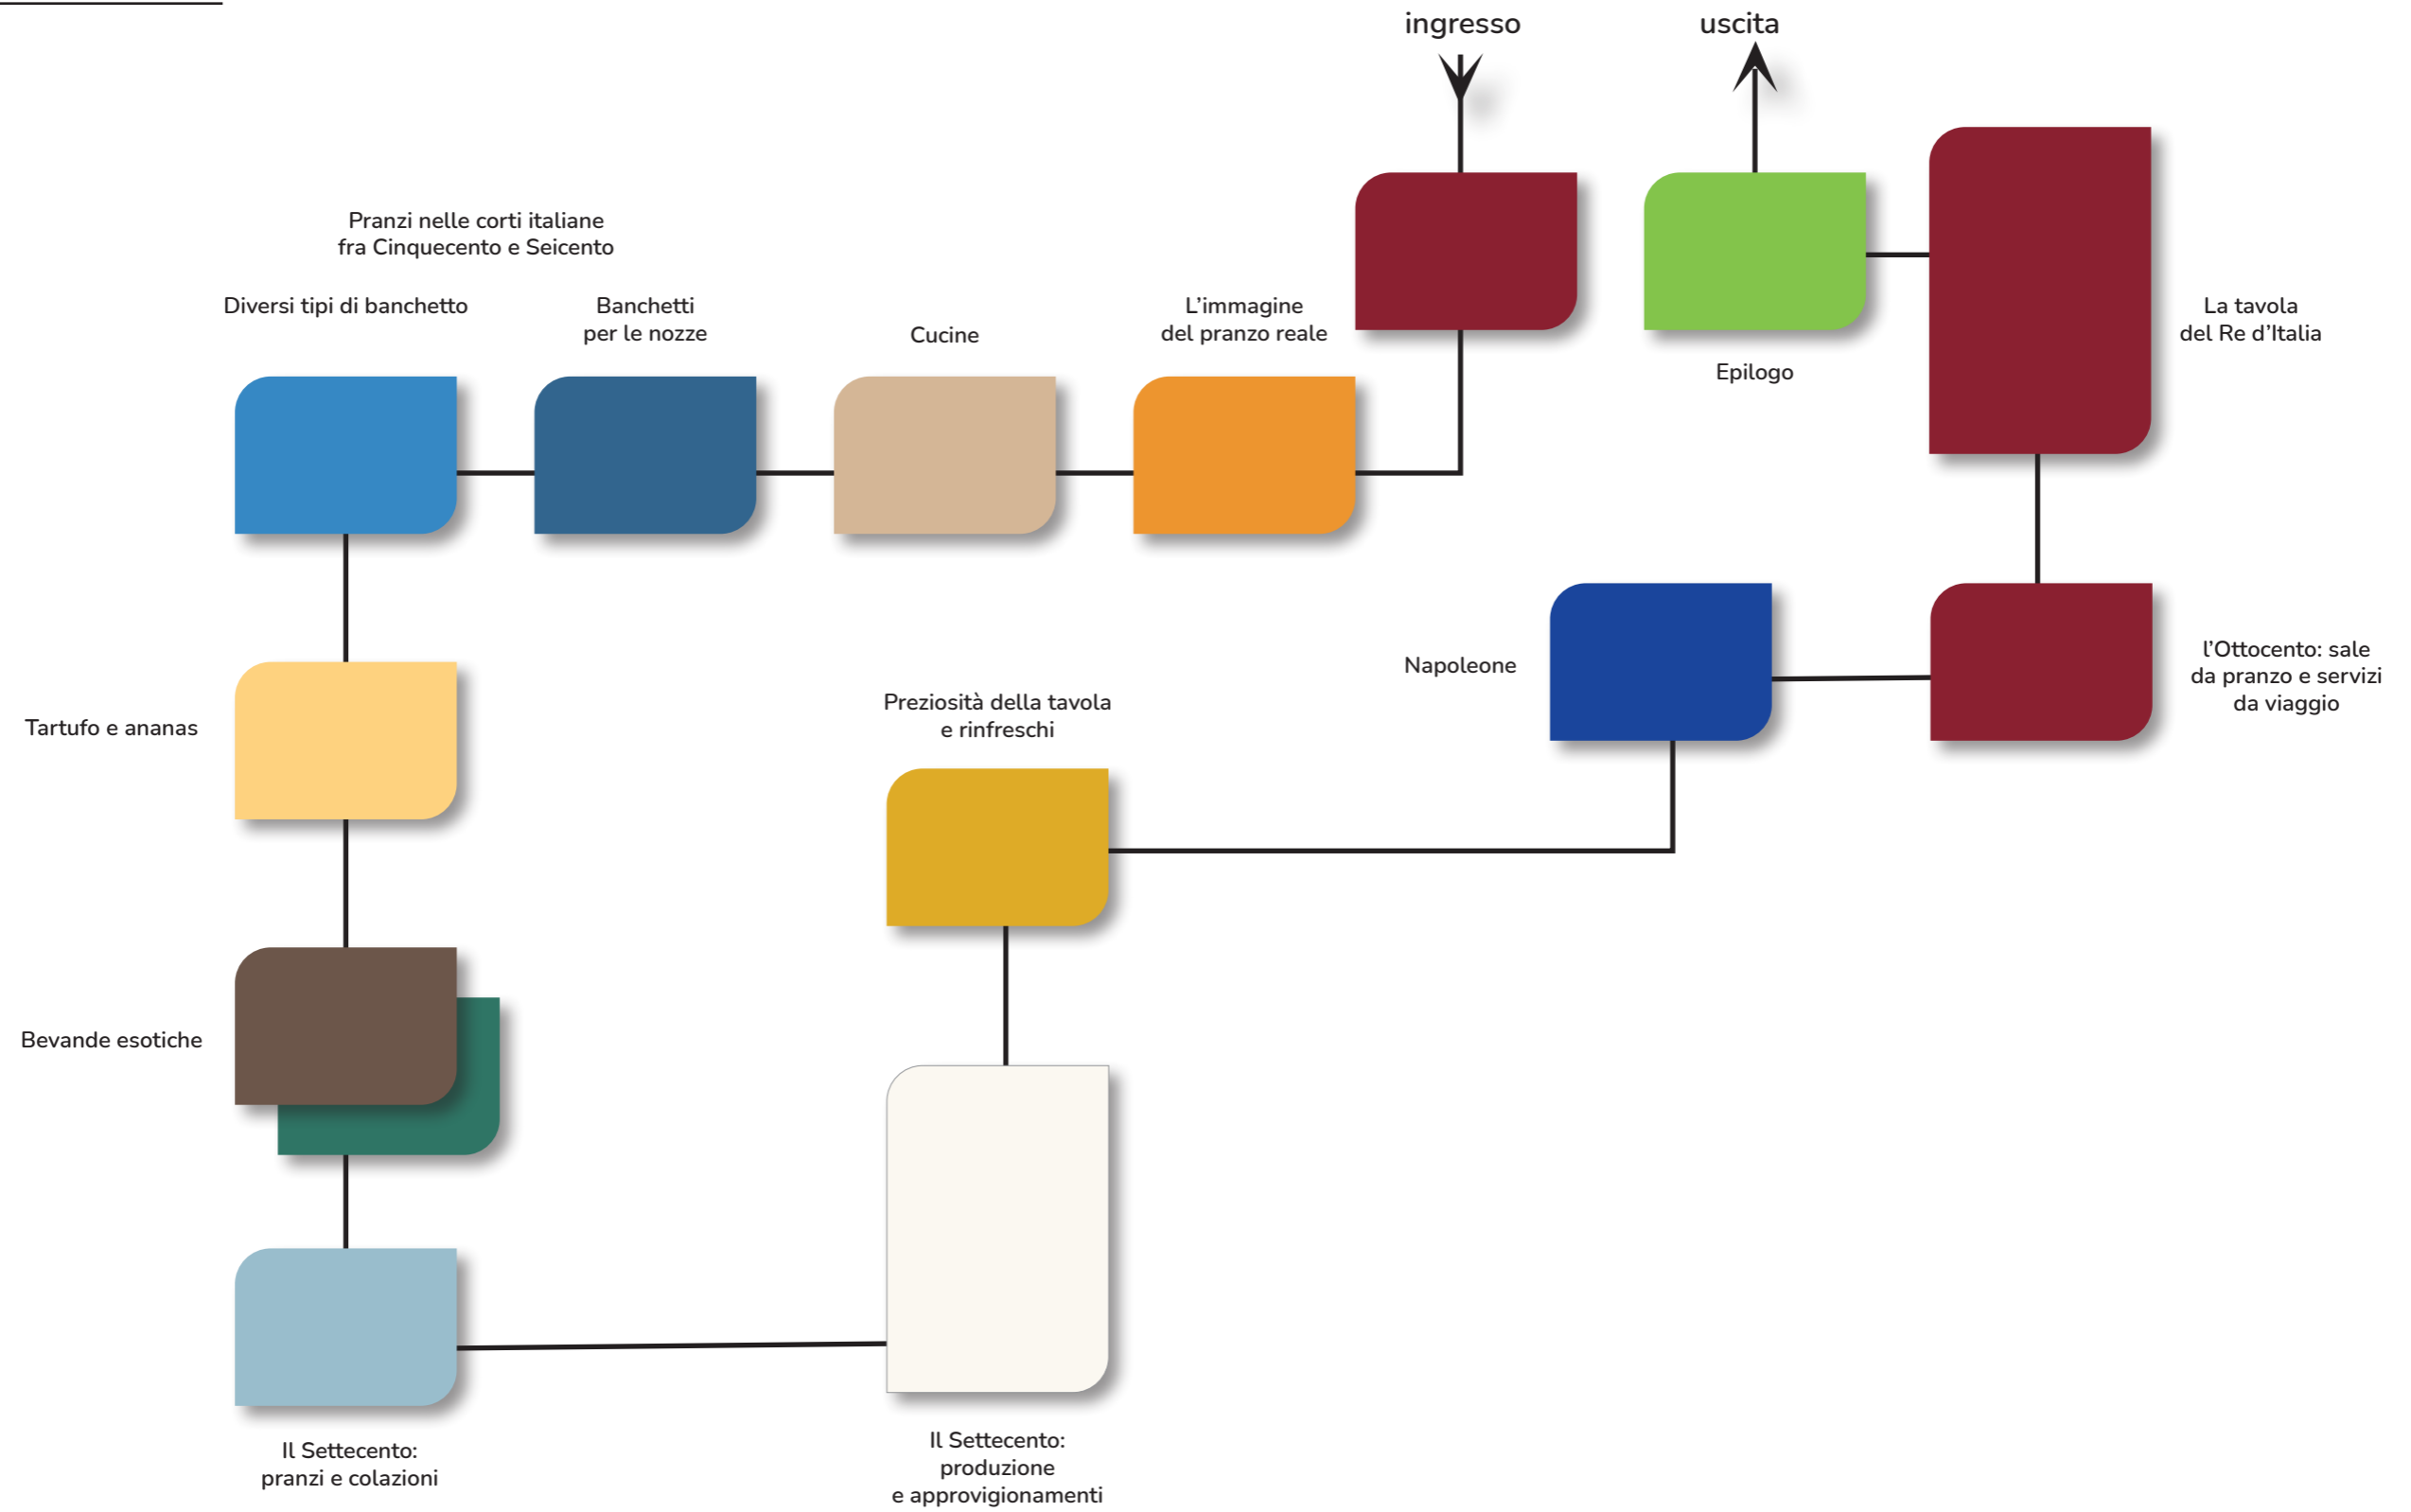 ingresso
uscita
Pranzi nelle corti italiane
fra Cinquecento e Seicento
Diversi tipi di banchetto
Banchetti
per le nozze
Cucine
L’immagine
del pranzo reale
La tavola
del Re d’Italia
Epilogo
Napoleone
l’Ottocento: sale
da pranzo e servizi
da viaggio
Tartufo e ananas
Preziosità della tavola
e rinfreschi
Bevande esotiche
Il Settecento:
pranzi e colazioni
Il Settecento:
produzione
e approvigionamenti